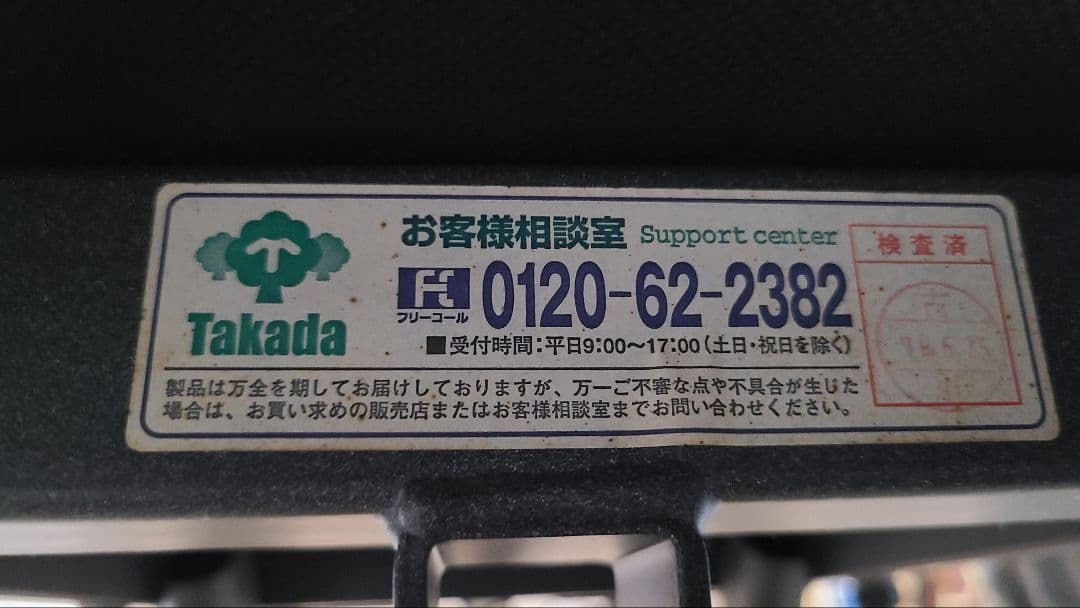 Takada
お客様相談室 Support center
フリーコール 0120-62-2382
■受付時間:平日9:00〜17:00(土日・祝日を除く)
製品は万全を期してお届けしておりますが、万一ご不審な点や不具合が生じた
場合は、お買い求めの販売店またはお客様相談室までお問い合わせください。
検査済